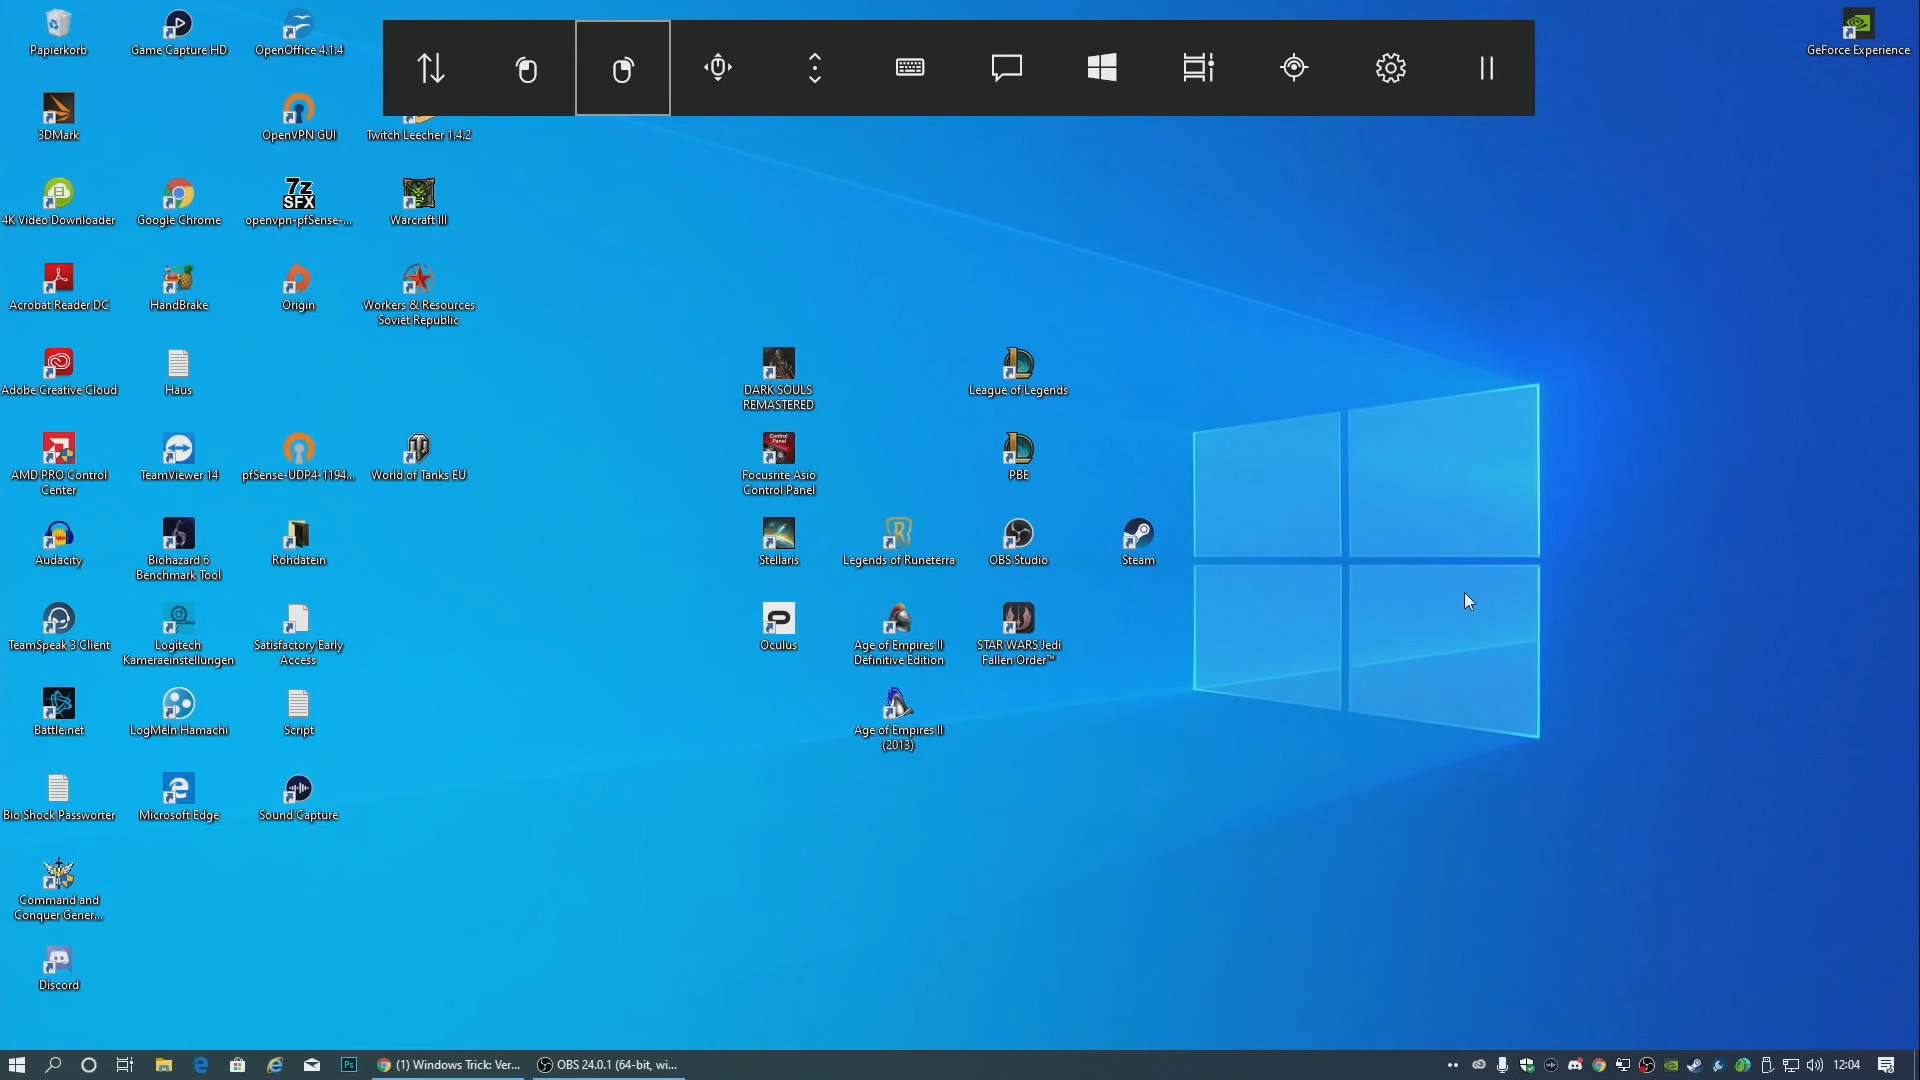 Papierkorb
Game Capture HD
OpenOffice 4.1.4
GeForce Experience
3DMark
OpenVPN GUI
Twitch Leecher 1.4.2
4K Video Downloader
Google Chrome
7z
SFX
openvpn-pfSense-...
Warcraft III
Acrobat Reader DC
HandBrake
Origin
Workers & Resources
Soviet Republic
Adobe Creative Cloud
Haus
DARK SOULS
REMASTERED
League of Legends
AMD PRO Control
Center
TeamViewer 14
pfSense-UDP4-1194...
World of Tanks EU
Control
Panel
Focusrite Asio
Control Panel
PBE
Audacity
Biohazard 6
Benchmark Tool
Rohdatein
Stellaris
Legends of Runeterra
OBS Studio
Steam
TeamSpeak 3 Client
Logitech
Kameraeinstellungen
Satisfactory Early
Access
Oculus
Age of Empires II
Definitive Edition
STAR WARS Jedi
Fallen Order™
Battle.net
LogMeIn Hamachi
Script
Age of Empires II
(2013)
Bio Shock Passworter
Microsoft Edge
Sound Capture
Command and
Conquer Gener...
Discord
Ps
(1) Windows Trick: Ver...
OBS 24.0.1 (64-bit, wi...
12:04